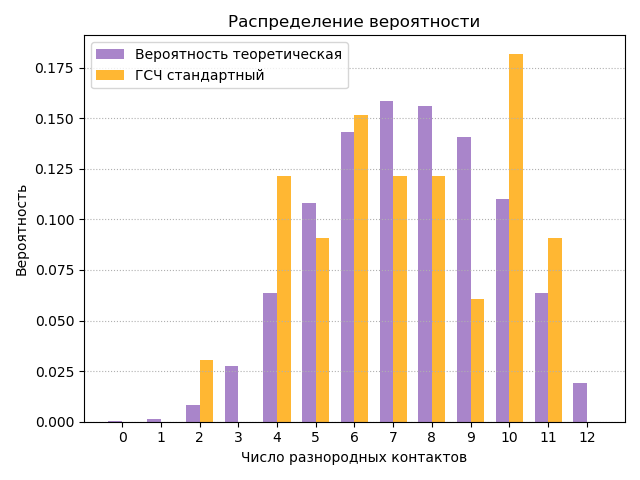 Распределение вероятности
Вероятность теоретическая
ГСЧ стандартный
0.175
0.150
0.125
0.100
0.075
0.050
0.025
0.000
Вероятность
0 1 2 3 4 5 6 7 8 9 10 11 12
Число разнородных контактов